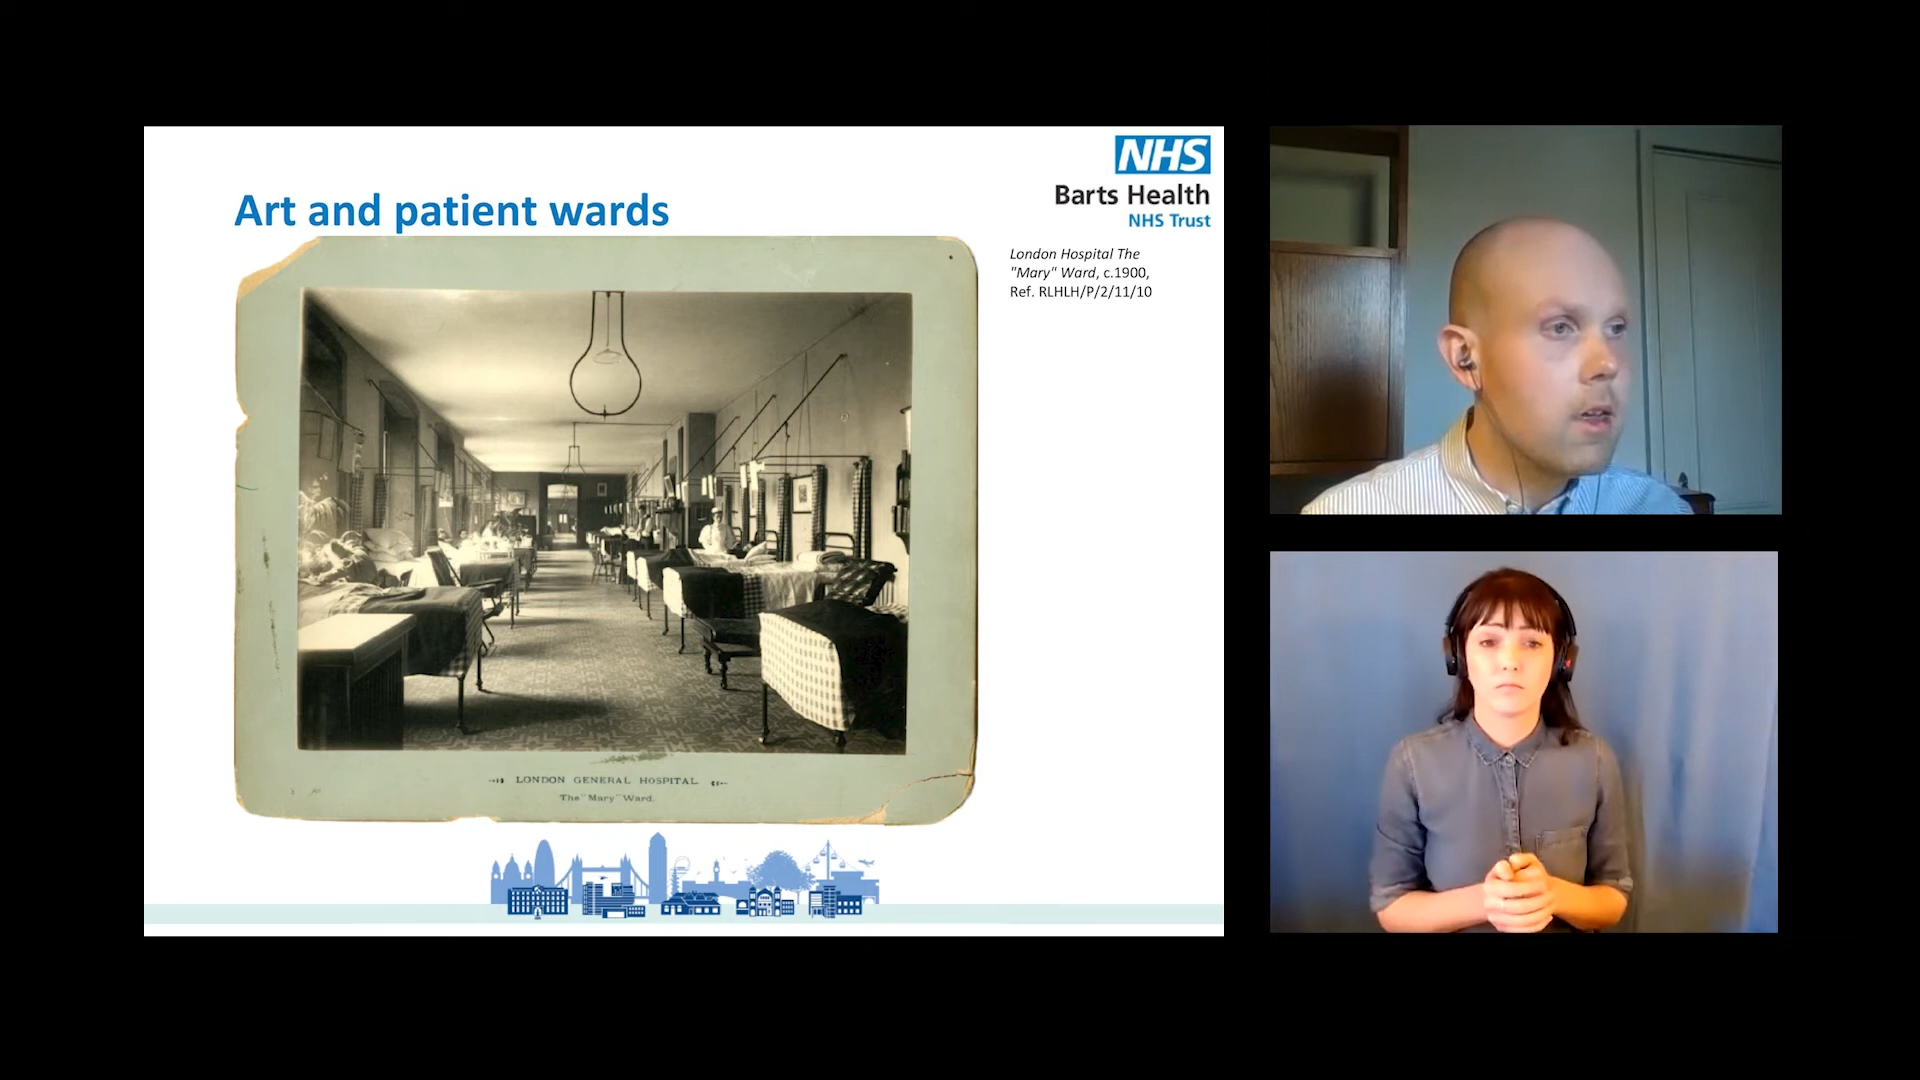 Art and patient wards
NHS
Barts Health
NHS Trust
London Hospital The
"Mary" Ward, c.1900,
Ref. RLHLH/P/2/11/10
LONDON GENERAL HOSPITAL
The "Mary" Ward.